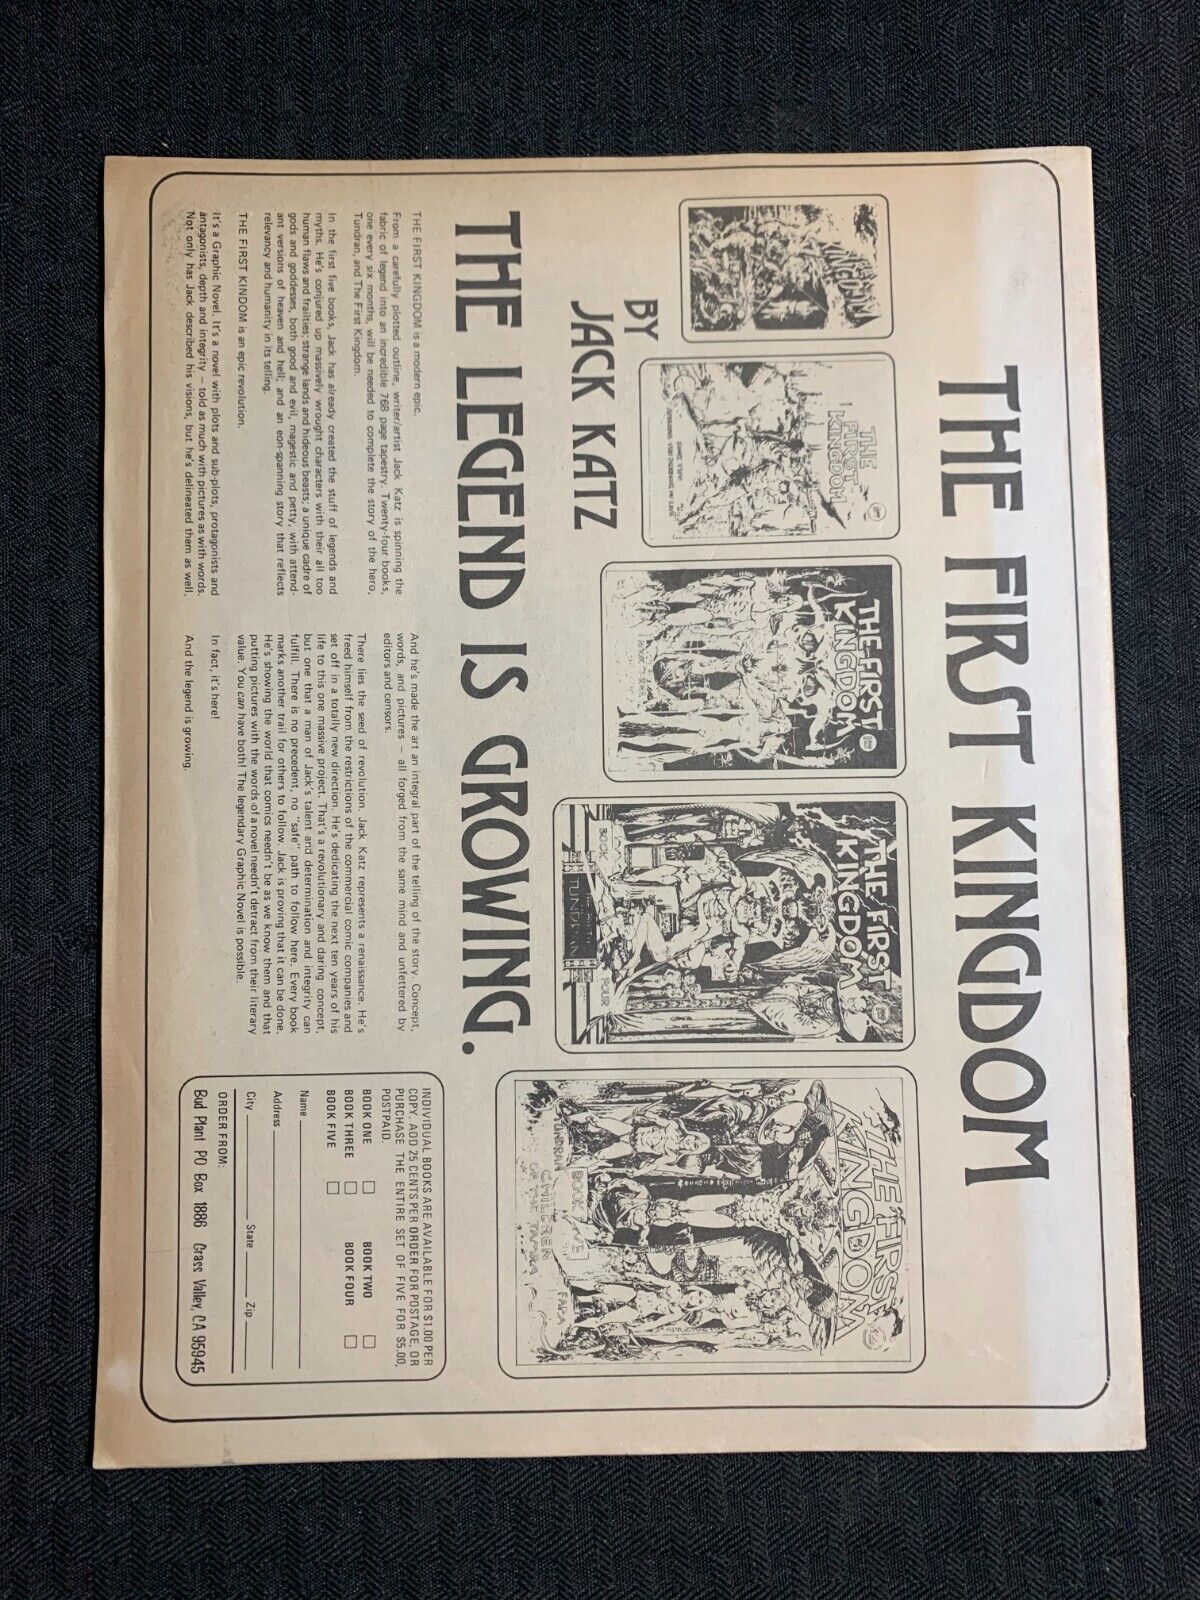 THE FIRST KINGDOM
THE FIRST
KINGDOM
THE FIRST
KINGDOM
THE FIRST
KINGDOM
BOOK FOUR
THE FIRST
KINGDOM
BOOK FIVE
TUNDRAN
CHILDREN
BY
JACK KATZ
THE LEGEND IS GROWING.
THE FIRST KINGDOM is a modern epic.
From a carefully plotted outline, writer/artist Jack Katz is spinning the
fabric of legend into an incredible 768 page tapestry. Twenty-four books,
one every six months, will be needed to complete the story of the hero,
Tundran, and The First Kingdom.
In the first five books, Jack has already created the stuff of legends and
myths. He's conjured up massively wrought characters with their all too
human flaws and frailties; strange lands and hideous beasts; a unique cadre of
gods and goddesses, both good and evil, magestic and petty, with attend-
ant versions of heaven and hell; and an eon-spanning story that reflects
relevancy and humanity in its telling.
THE FIRST KINDOM is an epic revolution.
It's a Graphic Novel. It's a novel with plots and sub-plots, protagonists and
antagonists, depth and integrity — told as much with pictures as with words.
Not only has Jack described his visions, but he's delineated them as well.
And he's made the art an integral part of the telling of the story. Concept,
words, and pictures — all forged from the same mind and unfettered by
editors and censors.
There lies the seed of revolution. Jack Katz represents a renaissance. He's
freed himself from the restrictions of the commercial comic companies and
set off in a totally new direction. He's dedicating the next ten years of his
life to this one massive project. That's a revolutionary and daring concept,
but one that a man of Jack's talent and determination and integrity can
fulfill. There is no precedent, no "safe" path to follow here. Every book
marks another trail for others to follow. Jack is proving that it can be done.
He's showing the world that comics needn't be as we know them and that
putting pictures with the words of a novel needn't detract from their literary
value. You can have both! The legendary Graphic Novel is possible.
In fact, it's here!
And the legend is growing.
INDIVIDUAL BOOKS ARE AVAILABLE FOR $1.00 PER
COPY. ADD 25 CENTS PER ORDER FOR POSTAGE, OR
PURCHASE THE ENTIRE SET OF FIVE FOR $5.00,
POSTPAID.
BOOK ONE BOOK TWO
BOOK THREE BOOK FOUR
BOOK FIVE
Name
Address
City State Zip
ORDER FROM:
Bud Plant PO Box 1886 Grass Valley, CA 95945